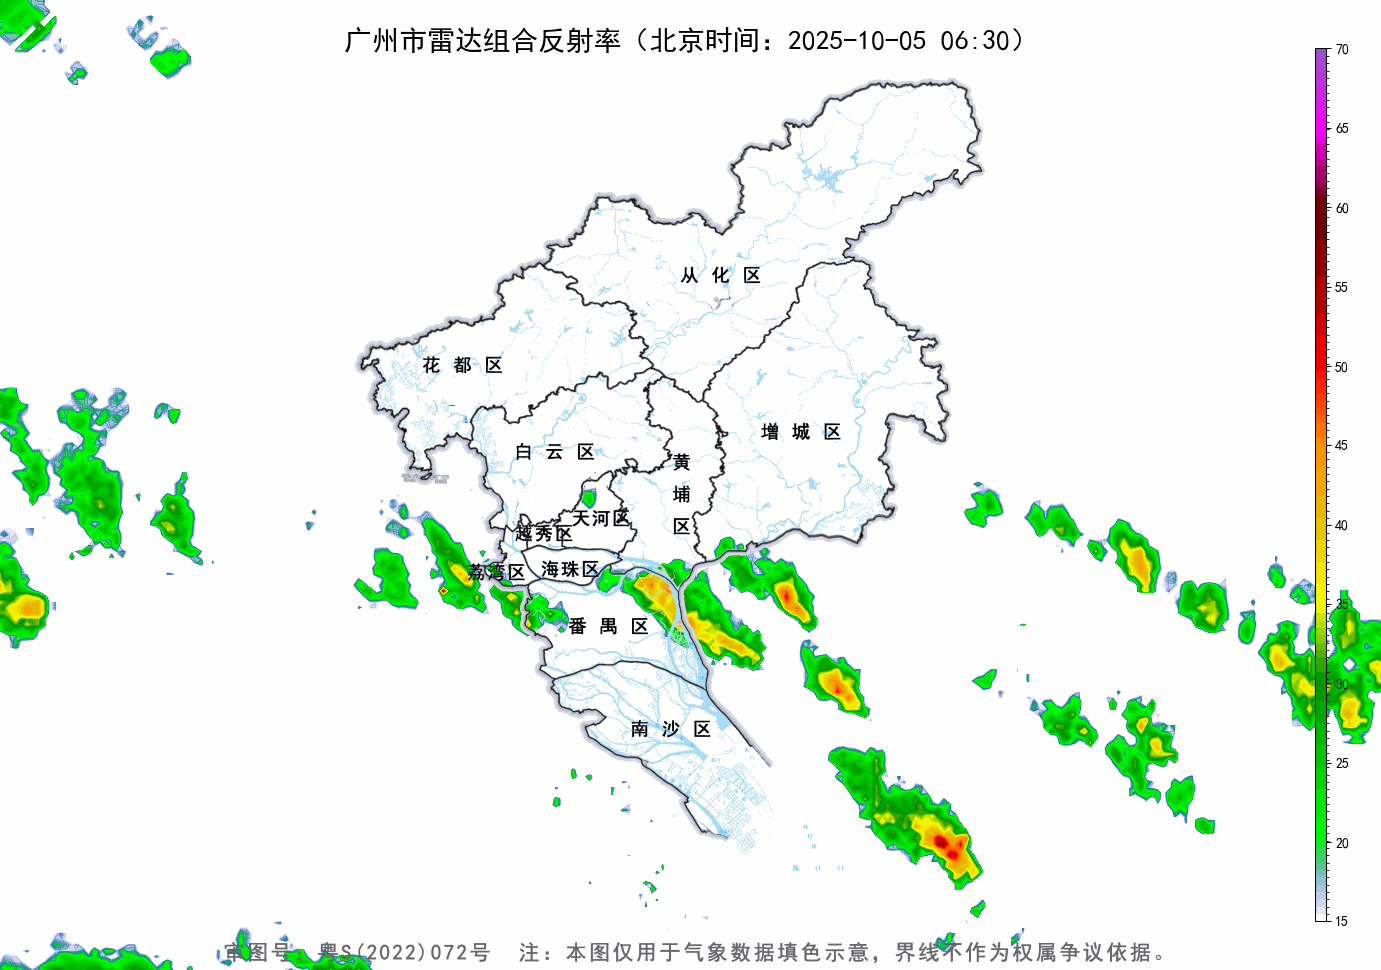 广州市雷达组合反射率（北京时间：2025-10-05 06:30）
70
65
60
55
50
45
40
35
30
25
20
15
从化区
花都区
增城区
白云区
黄埔区
天河区
越秀区
海珠区
荔湾区
番禺区
南沙区
审图号：粤S(2022)072号 注：本图仅用于气象数据填色示意，界线不作为权属争议依据。